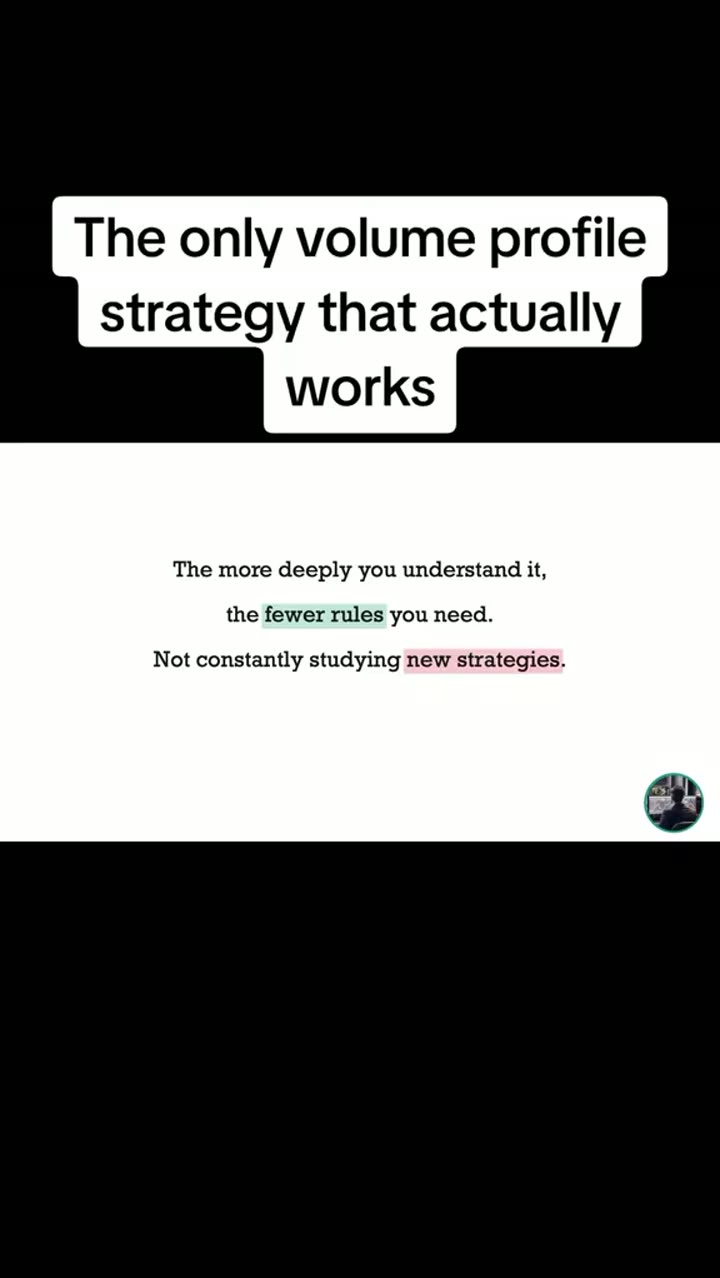 The only volume profile
strategy that actually
works
The more deeply you understand it,
the fewer rules you need.
Not constantly studying new strategies.